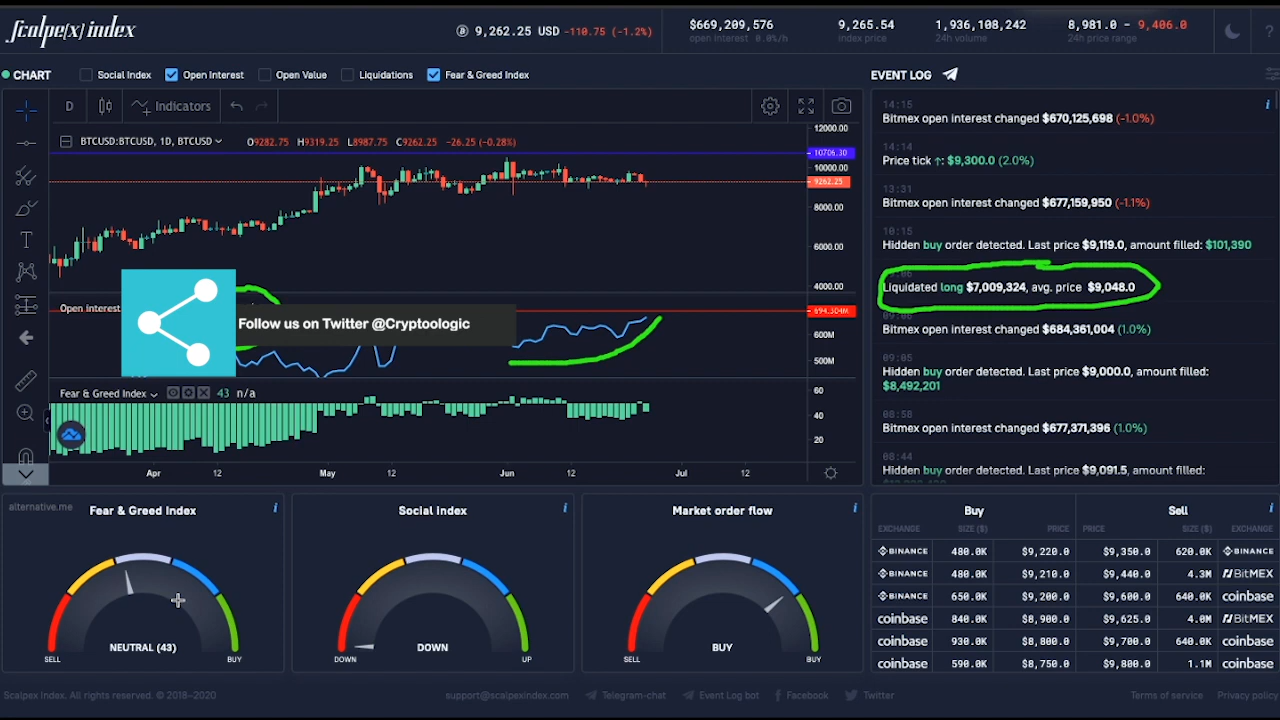 Scalpe[x] index
9,262.25 USD -110.75 (-1.2%)
$669,209,576
open interest 0.0%/h
9,265.54
index price
1,936,108,242
24h volume
8,981.0 - 9,406.0
24h price range
?
CHART
Social Index
Open Interest
Open Value
Liquidations
Fear & Greed Index
D
Indicators
BTCUSD:BTCUSD, 1D, BTCUSD
O9282.75 H9319.25 L8987.75 C9262.25 -26.25 (-0.28%)
12000.00
10706.30
10000.00
9262.25
8000.00
6000.00
4000.00
T
Open interest
694.304M
600M
500M
Follow us on Twitter @Cryptoologic
Fear & Greed Index 43 n/a
60
40
20
Apr
12
May
12
Jun
12
Jul
12
EVENT LOG
14:15
Bitmex open interest changed $670,125,698 (-1.0%)
14:14
Price tick ↑: $9,300.0 (2.0%)
13:31
Bitmex open interest changed $677,159,950 (-1.1%)
10:15
Hidden buy order detected. Last price $9,119.0, amount filled: $101,390
Liquidated long $7,009,324, avg. price $9,048.0
09:06
Bitmex open interest changed $684,361,004 (1.0%)
09:05
Hidden buy order detected. Last price $9,000.0, amount filled:
$8,492,201
08:58
Bitmex open interest changed $677,371,396 (1.0%)
08:44
Hidden buy order detected. Last price $9,091.5, amount filled:
alternative.me
Fear & Greed Index
NEUTRAL (43)
SELL
BUY
Social index
DOWN
DOWN
UP
Market order flow
BUY
SELL
BUY
Buy
Sell
EXCHANGE SIZE ($) PRICE PRICE SIZE ($) EXCHANGE
BINANCE 480.0K $9,220.0 $9,350.0 620.0K BINANCE
BINANCE 480.0K $9,210.0 $9,440.0 4.3M BitMEX
BINANCE 650.0K $9,200.0 $9,600.0 640.0K coinbase
coinbase 840.0K $8,900.0 $9,625.0 4.0M BitMEX
coinbase 930.0K $8,800.0 $9,700.0 640.0K coinbase
coinbase 590.0K $8,750.0 $9,800.0 1.1M coinbase
Scalpex Index. All rights reserved. © 2018-2020
support@scalpexindex.com
Telegram-chat
Event Log bot
Facebook
Twitter
Terms of service
Privacy policy